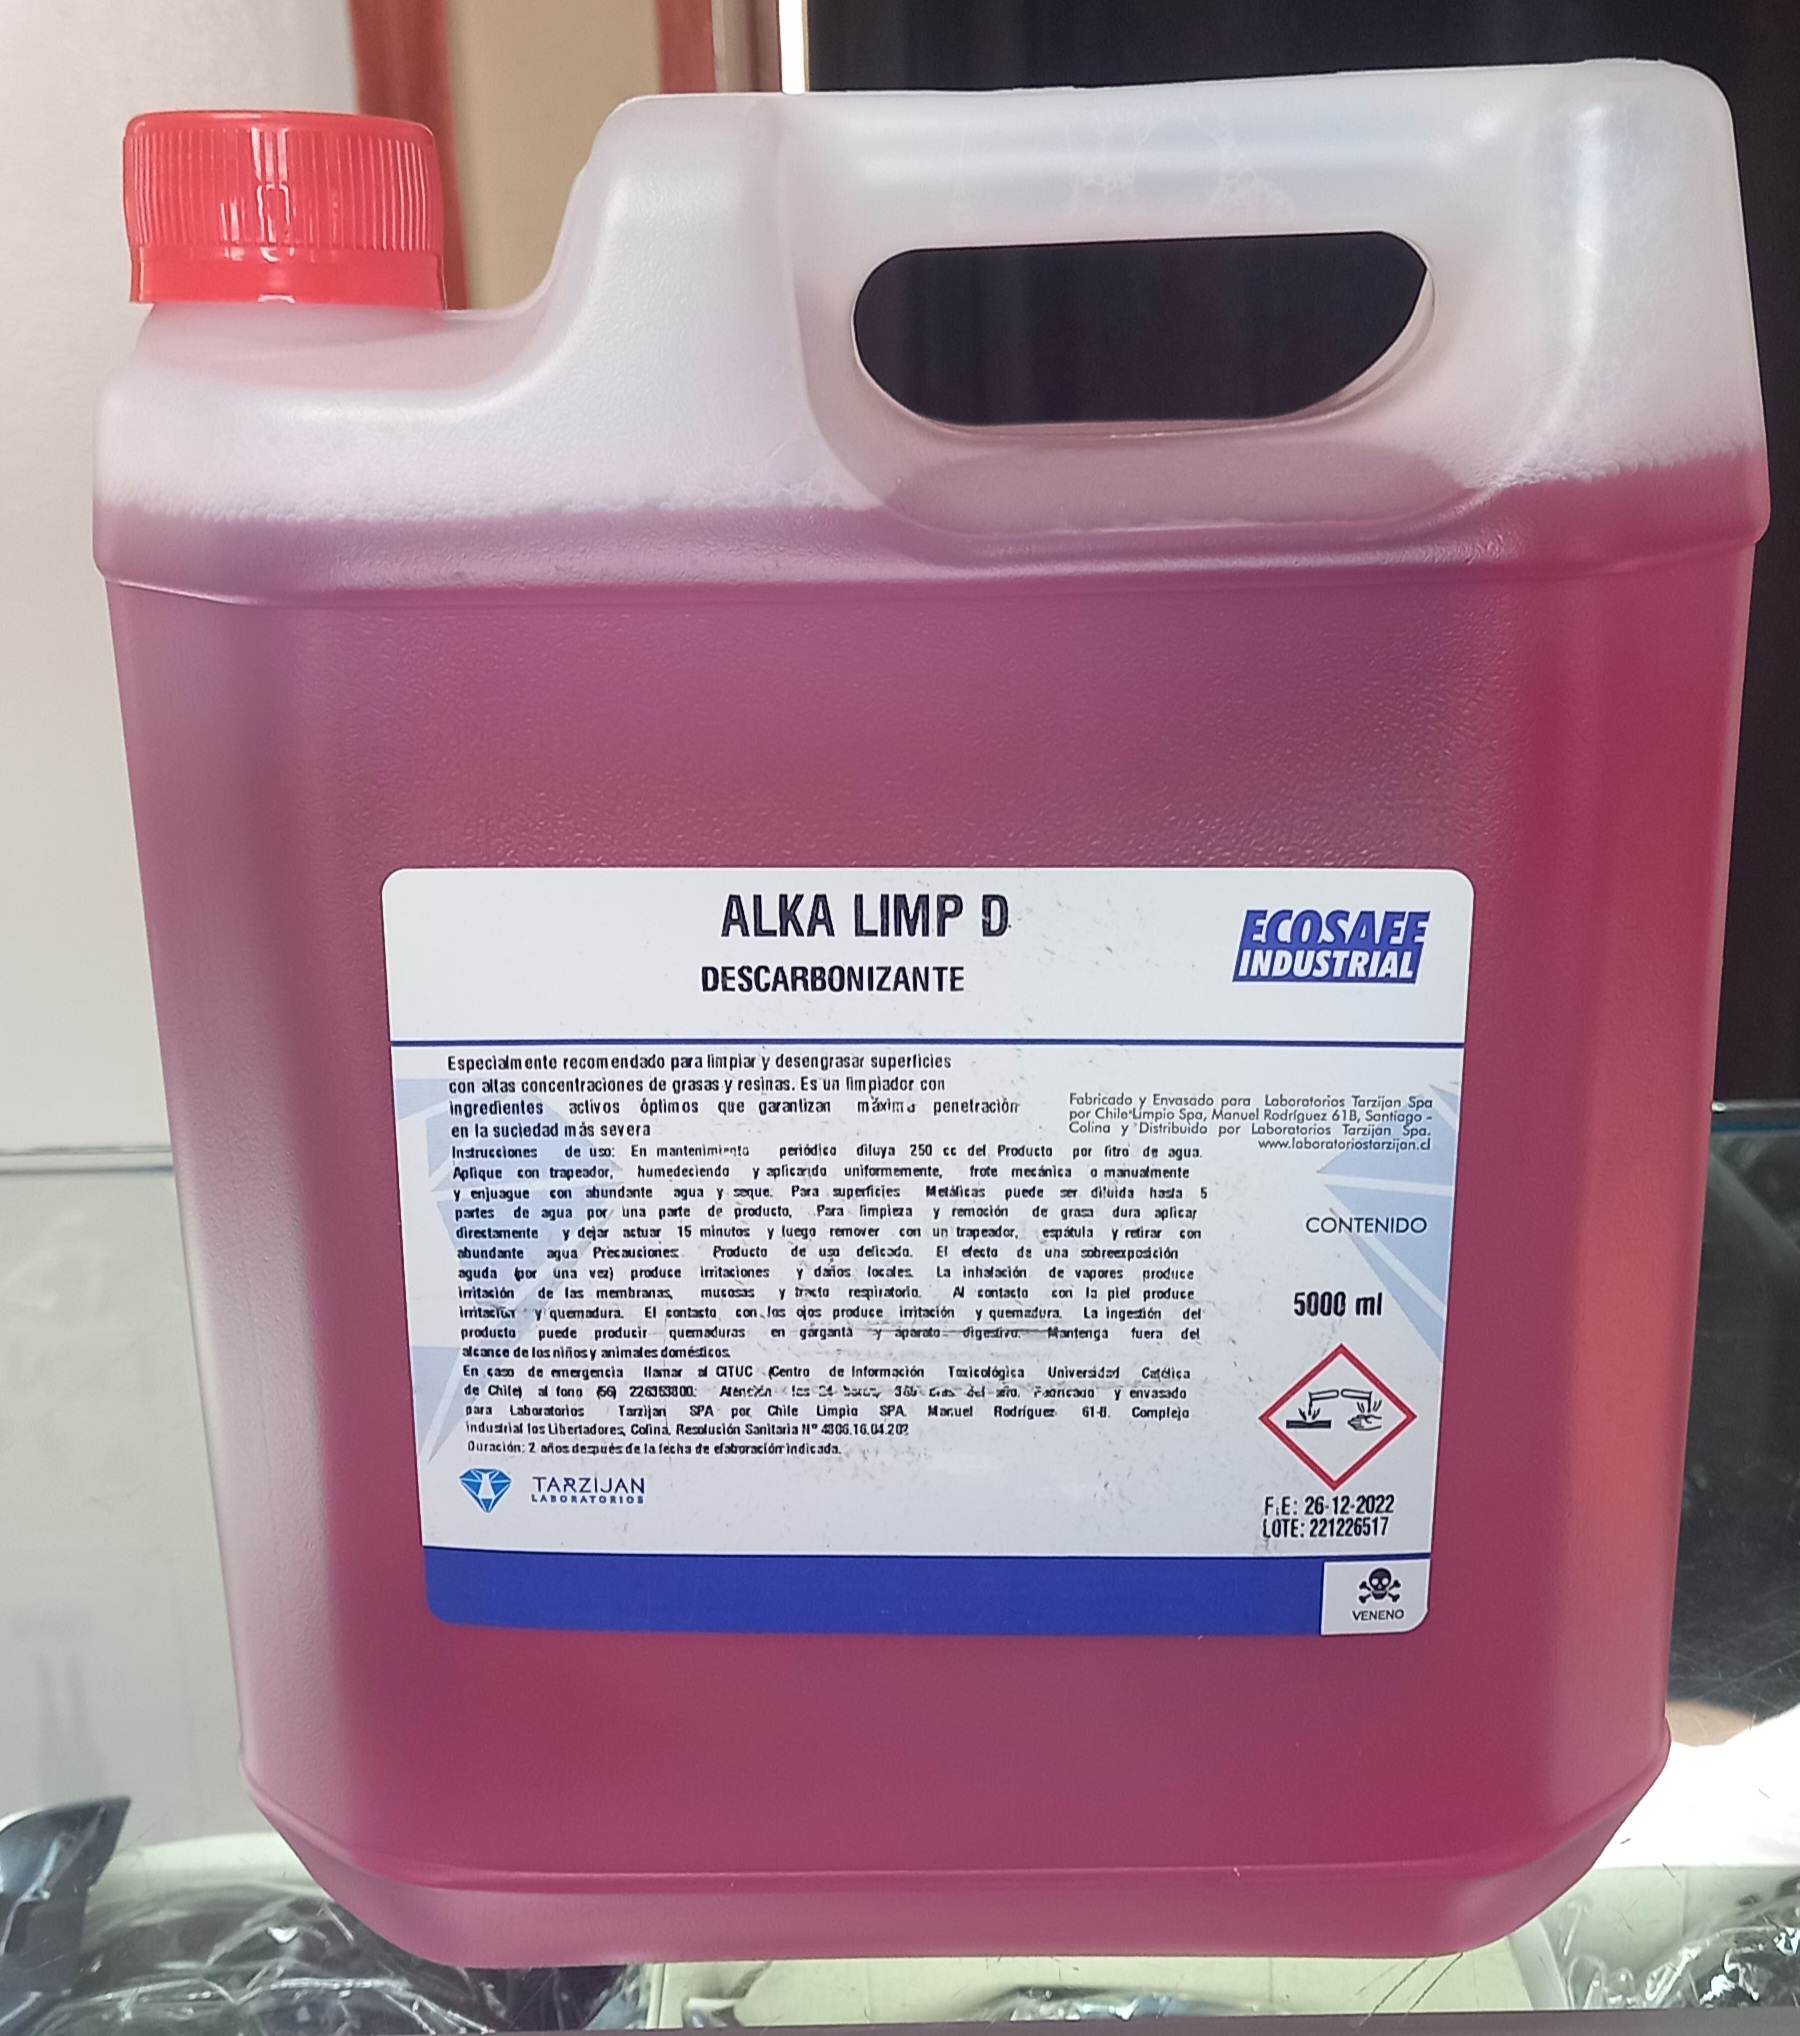 ALKA LIMP D
DESCARBONIZANTE
ECOSAFE
INDUSTRIAL
Especialmente recomendado para limpiar y desengrasar superficies
con altas concentraciones de grasas y resinas. Es un limpiador con
ingredientes activos óptimos que garantizan máxima penetración
en la suciedad más severa
Fabricado y Envasado para Laboratorios Tarzijan Spa
por Chile Limpio Spa, Manuel Rodríguez 61B, Santiago -
Colina y Distribuido por Laboratorios Tarzijan Spa.
www.laboratoriostarzijan.cl
Instrucciones de uso: En mantenimiento periódico diluya 250 cc del Producto por litro de agua.
Aplique con trapeador, humedeciendo y aplicando uniformemente, frote mecánica o manualmente
y enjuague con abundante agua y seque. Para superficies Metálicas puede ser diluida hasta 5
partes de agua por una parte de producto. Para limpieza y remoción de grasa dura aplicar
directamente y dejar actuar 15 minutos y luego remover con un trapeador, espátula y retirar con
abundante agua Precauciones Producto de uso delicado. El efecto de una sobreexposición
aguda (por una vez) produce irritaciones y daños locales. La inhalación de vapores produce
irritación de las membranas, mucosas y tracto respiratorio. Al contacto con la piel produce
irritación y quemadura. El contacto con los ojos produce irritación y quemadura. La ingestión del
producto puede producir quemaduras en garganta y aparato digestivo. Mantenga fuera del
alcance de los niños y animales domésticos.
En caso de emergencia llamar al CITUC (Centro de Información Toxicológica Universidad Católica
de Chile) al fono (56) 226353800. Atención las 24 horas, 365 días del año. Fabricado y envasado
para Laboratorios Tarzijan SPA por Chile Limpio SPA. Manuel Rodríguez 61-B. Complejo
industrial los Libertadores, Colina. Resolución Sanitaria N° 4806.16.04.202
Duración: 2 años después de la fecha de elaboración indicada.
CONTENIDO
5000 ml
TARZIJAN
LABORATORIOS
F.E: 26-12-2022
LOTE: 221226517
VENENO